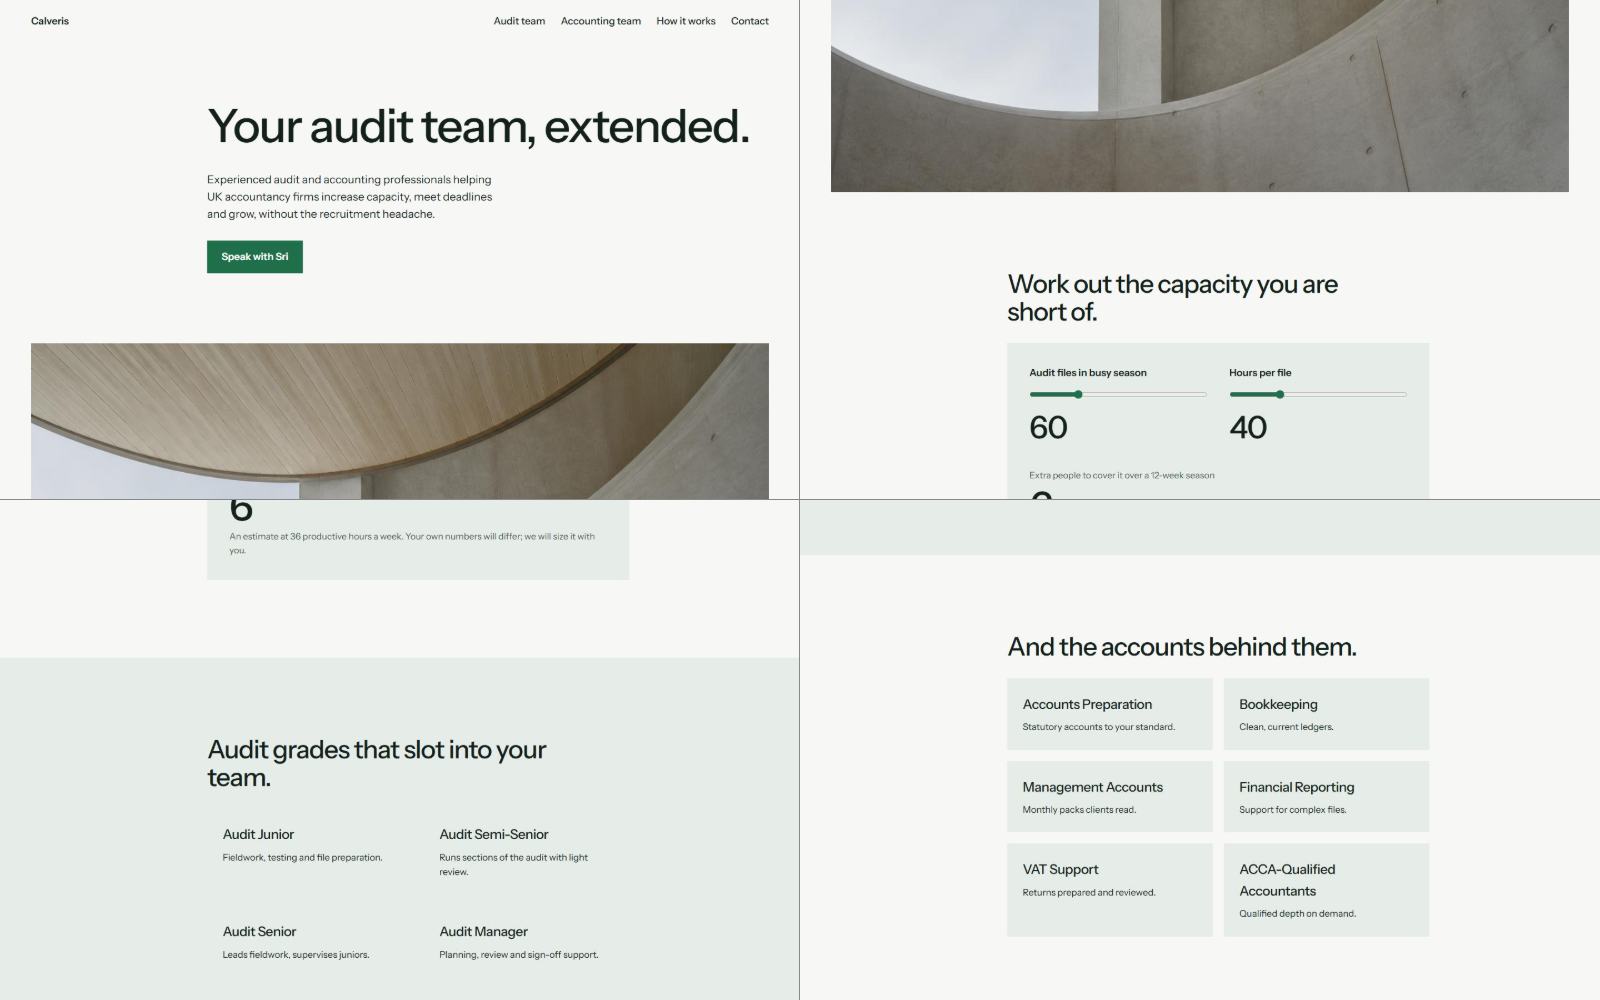 Calveris
Audit team
Accounting team
How it works
Contact
Your audit team, extended.
Experienced audit and accounting professionals helping
UK accountancy firms increase capacity, meet deadlines
and grow, without the recruitment headache.
Speak with Sri
Work out the capacity you are
short of.
Audit files in busy season
Hours per file
60
40
Extra people to cover it over a 12-week season
6
An estimate at 36 productive hours a week. Your own numbers will differ; we will size it with
you.
Audit grades that slot into your
team.
Audit Junior
Fieldwork, testing and file preparation.
Audit Semi-Senior
Runs sections of the audit with light
review.
Audit Senior
Leads fieldwork, supervises juniors.
Audit Manager
Planning, review and sign-off support.
And the accounts behind them.
Accounts Preparation
Statutory accounts to your standard.
Bookkeeping
Clean, current ledgers.
Management Accounts
Monthly packs clients read.
Financial Reporting
Support for complex files.
VAT Support
Returns prepared and reviewed.
ACCA-Qualified
Accountants
Qualified depth on demand.